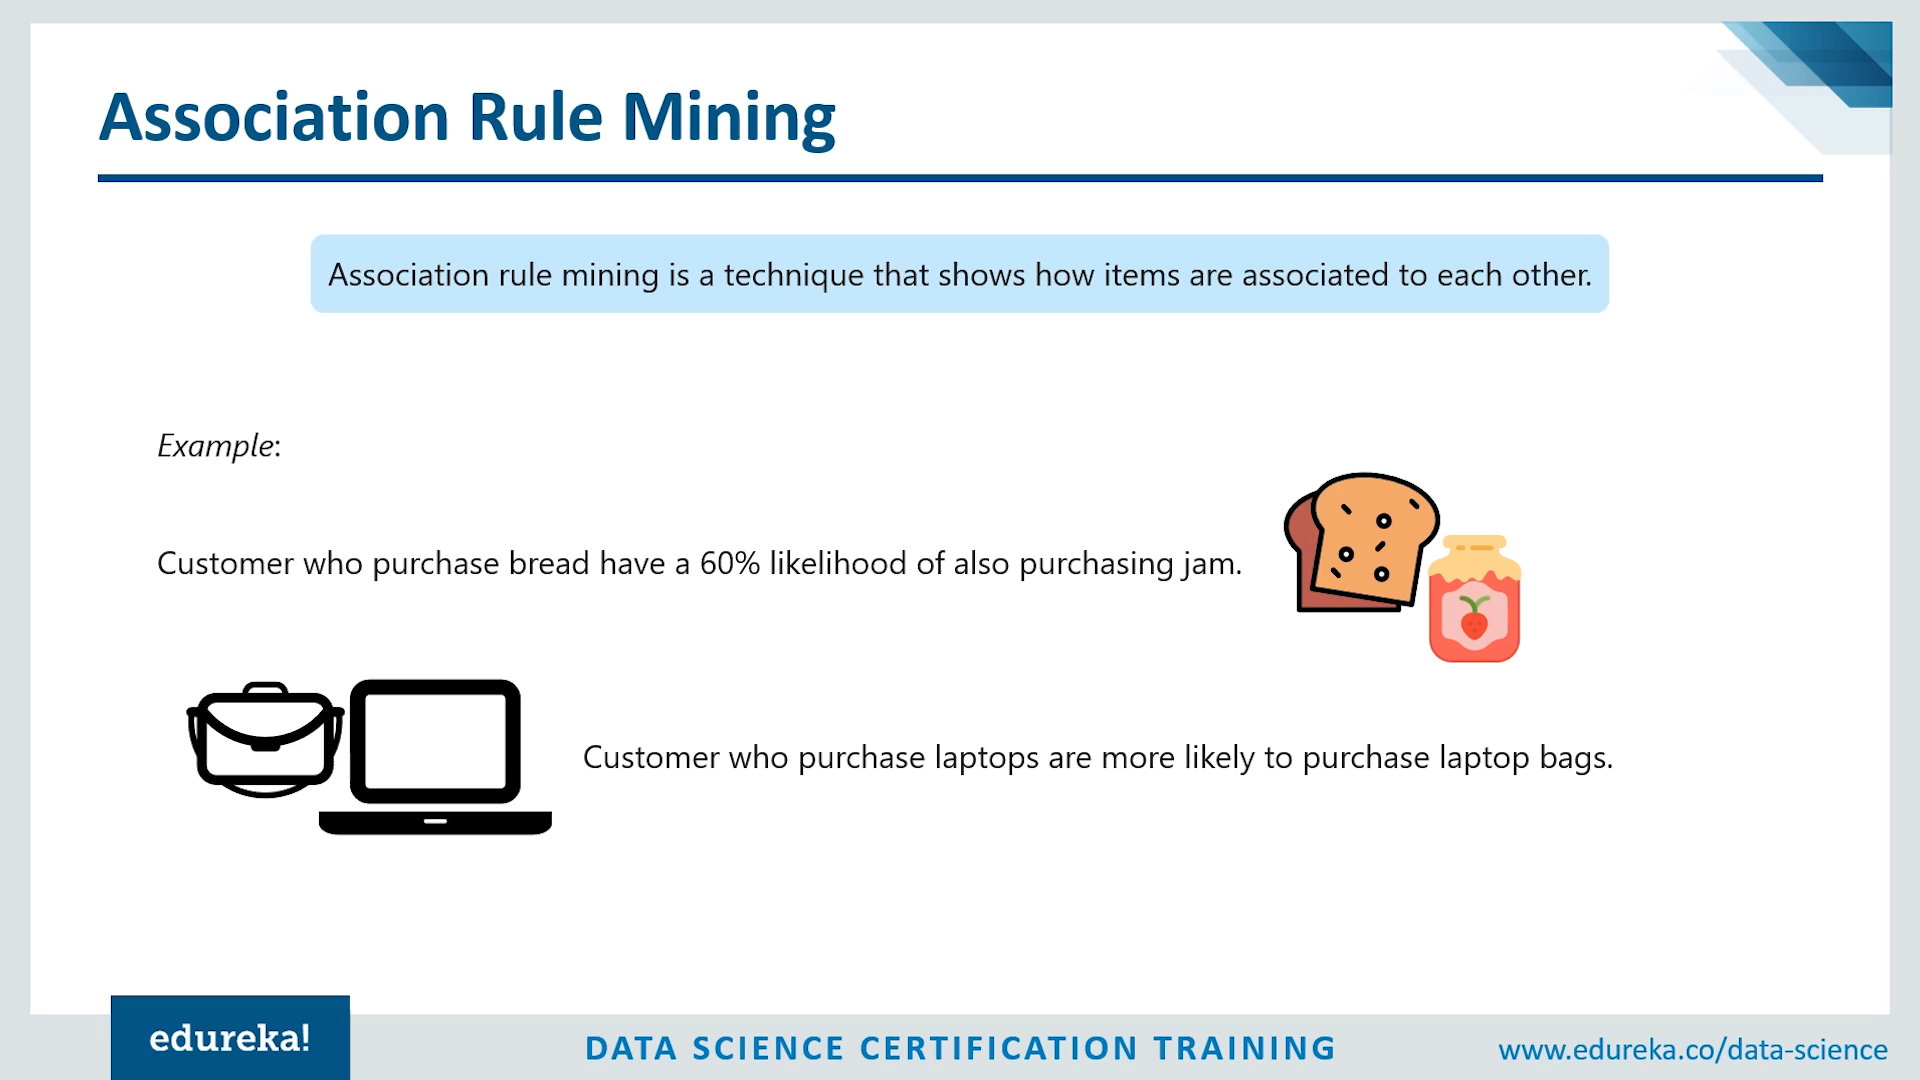 Association Rule Mining
Association rule mining is a technique that shows how items are associated to each other.
Example:
Customer who purchase bread have a 60% likelihood of also purchasing jam.
Customer who purchase laptops are more likely to purchase laptop bags.
edureka!
DATA SCIENCE CERTIFICATION TRAINING
www.edureka.co/data-science